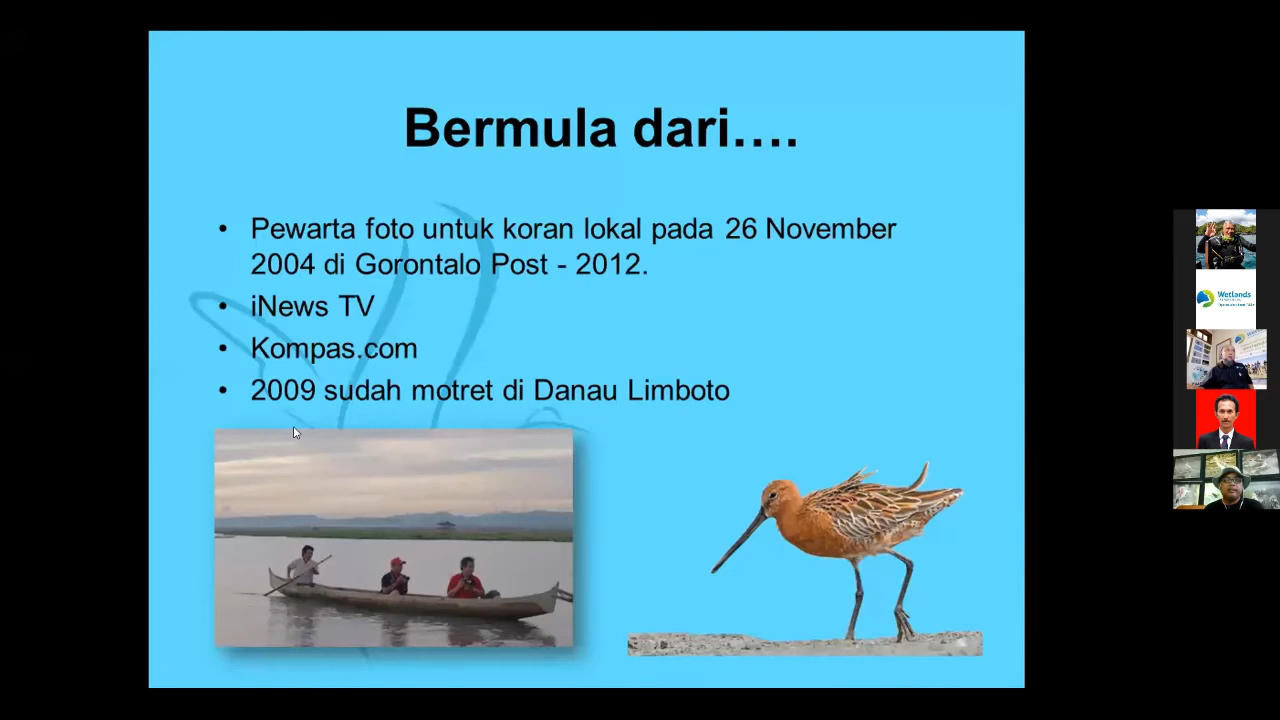 Bermula dari….
• Pewarta foto untuk koran lokal pada 26 November
2004 di Gorontalo Post - 2012.
• iNews TV
• Kompas.com
• 2009 sudah motret di Danau Limboto
Wetlands